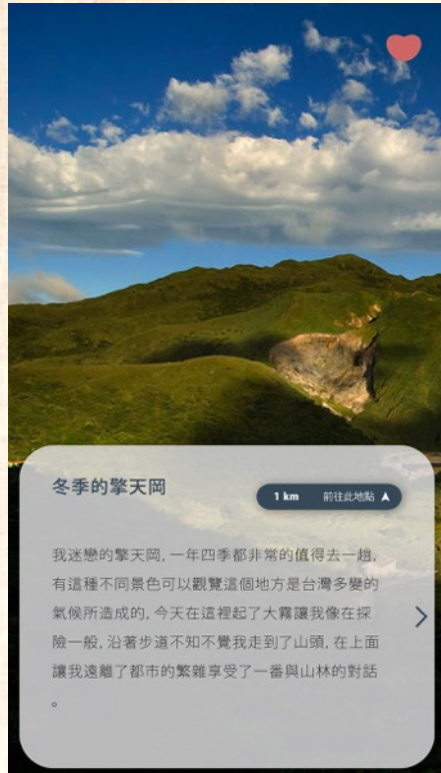 冬季的擎天岡
1 km 前往此地點
我迷戀的擎天岡, 一年四季都非常的值得去一趟,
有這種不同景色可以觀覽這個地方是台灣多變的
氣候所造成的, 今天在這裡起了大霧讓我像在探
險一般, 沿著步道不知不覺我走到了山頭, 在上面
讓我遠離了都市的繁雜享受了一番與山林的對話
。